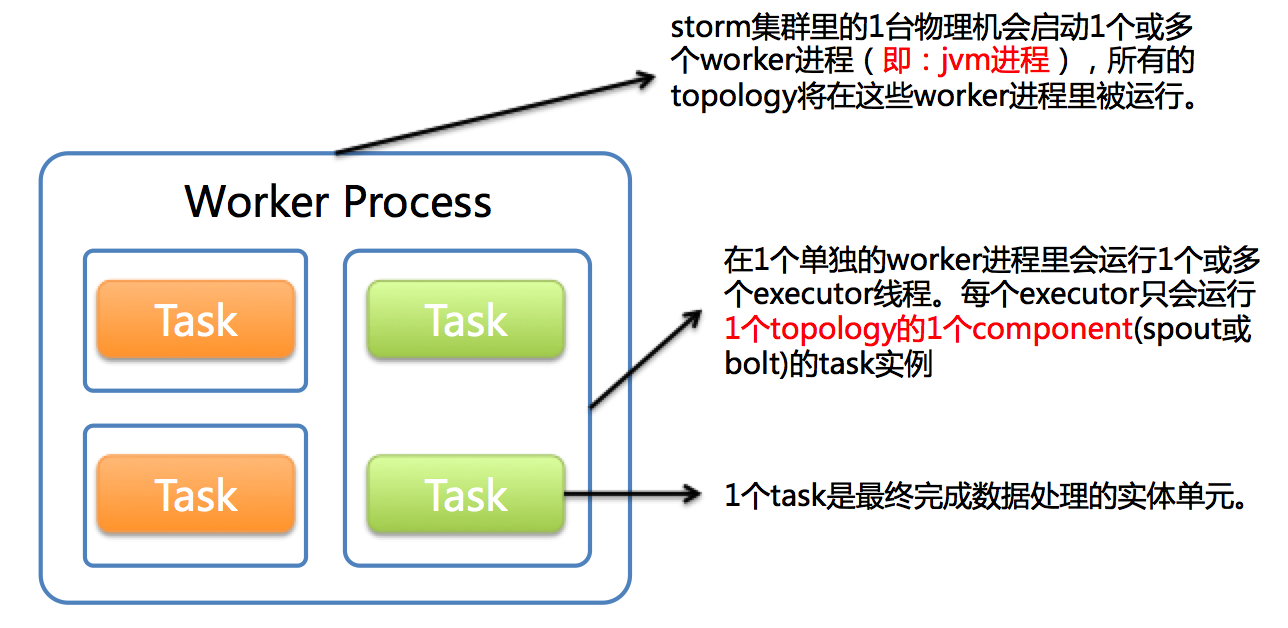 storm集群里的1台物理机会启动1个或多
个worker进程（即：jvm进程），所有的
topology将在这些worker进程里被运行。
Worker Process
Task
Task
Task
Task
在1个单独的worker进程里会运行1个或多
个executor线程。每个executor只会运行
1个topology的1个component(spout或
bolt)的task实例
1个task是最终完成数据处理的实体单元。